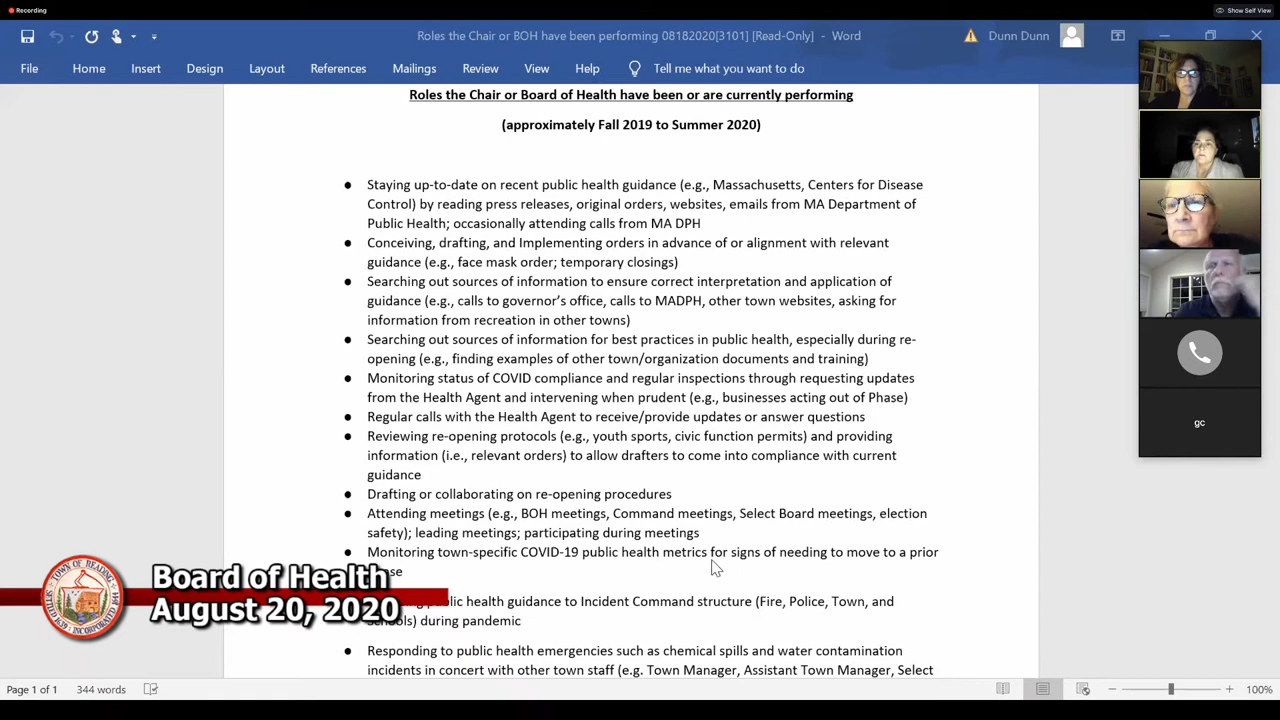 Recording
Show Self View
Roles the Chair or BOH have been performing 08182020[3101] [Read-Only] - Word
Dunn Dunn
File Home Insert Design Layout References Mailings Review View Help Tell me what you want to do
Roles the Chair or Board of Health have been or are currently performing
(approximately Fall 2019 to Summer 2020)
● Staying up-to-date on recent public health guidance (e.g., Massachusetts, Centers for Disease
Control) by reading press releases, original orders, websites, emails from MA Department of
Public Health; occasionally attending calls from MA DPH
● Conceiving, drafting, and Implementing orders in advance of or alignment with relevant
guidance (e.g., face mask order; temporary closings)
● Searching out sources of information to ensure correct interpretation and application of
guidance (e.g., calls to governor's office, calls to MADPH, other town websites, asking for
information from recreation in other towns)
● Searching out sources of information for best practices in public health, especially during re-
opening (e.g., finding examples of other town/organization documents and training)
● Monitoring status of COVID compliance and regular inspections through requesting updates
from the Health Agent and intervening when prudent (e.g., businesses acting out of Phase)
● Regular calls with the Health Agent to receive/provide updates or answer questions
● Reviewing re-opening protocols (e.g., youth sports, civic function permits) and providing
information (i.e., relevant orders) to allow drafters to come into compliance with current
guidance
● Drafting or collaborating on re-opening procedures
● Attending meetings (e.g., BOH meetings, Command meetings, Select Board meetings, election
safety); leading meetings; participating during meetings
● Monitoring town-specific COVID-19 public health metrics for signs of needing to move to a prior
public health guidance to Incident Command structure (Fire, Police, Town, and
Schools) during pandemic
● Responding to public health emergencies such as chemical spills and water contamination
incidents in concert with other town staff (e.g. Town Manager, Assistant Town Manager, Select
gc
TOWN OF READING
Board of Health
August 20, 2020
Page 1 of 1 344 words
100%